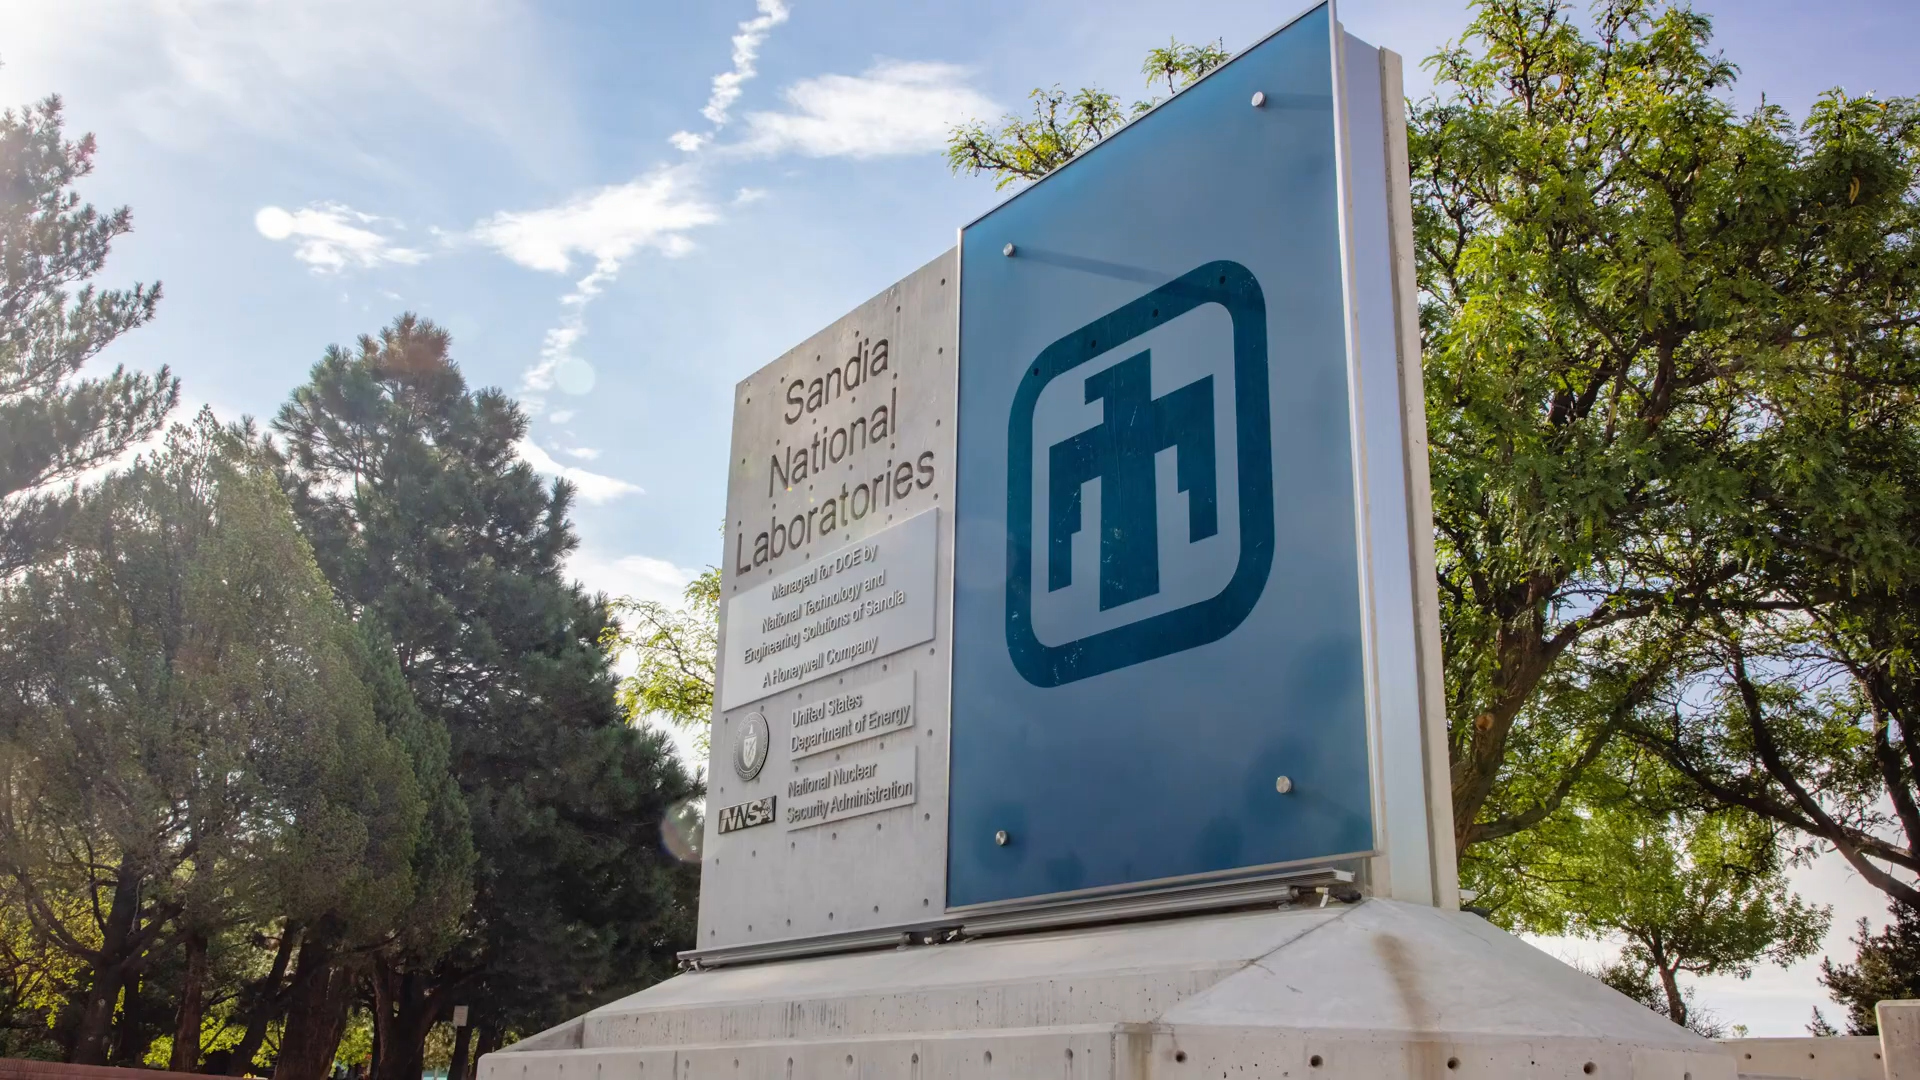 Sandia
National
Laboratories
Managed for DOE by
National Technology and
Engineering Solutions of Sandia
A Honeywell Company
United States
Department of Energy
National Nuclear
Security Administration
NNSA